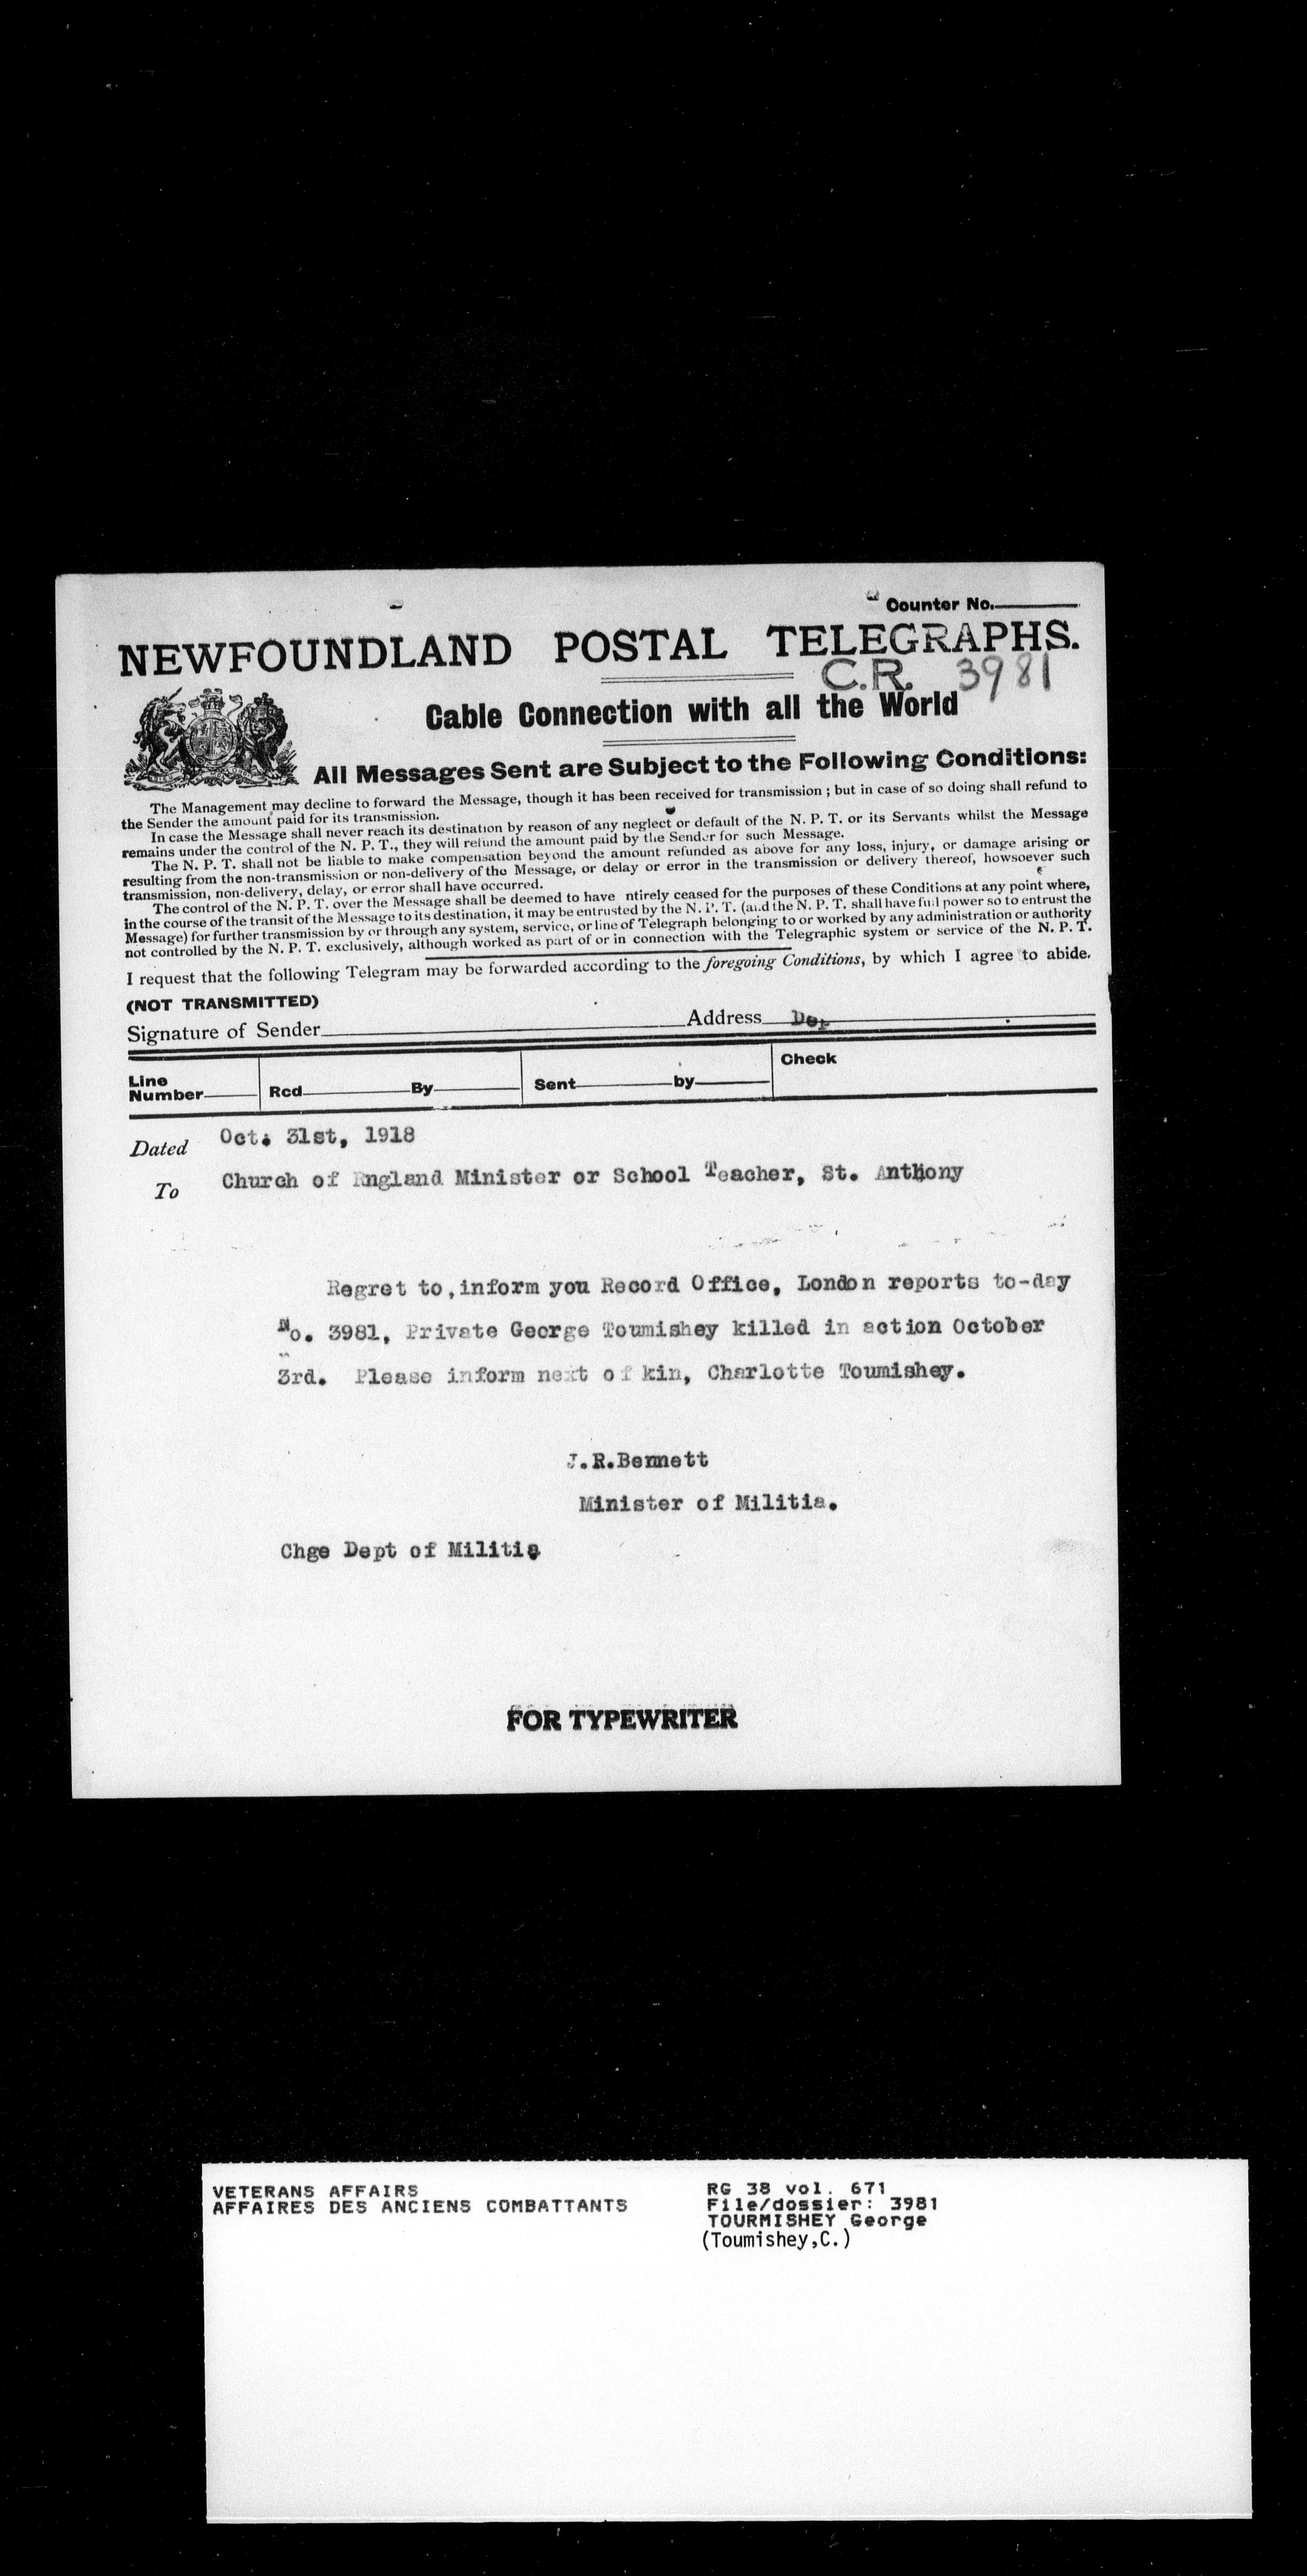 Counter No.
NEWFOUNDLAND POSTAL TELEGRAPHS.
C.R. 3981
Cable Connection with all the World
All Messages Sent are Subject to the Following Conditions:
The Management may decline to forward the Message, though it has been received for transmission ; but in case of so doing shall refund to
the Sender the amount paid for its transmission.
In case the Message shall never reach its destination by reason of any neglect or default of the N. P. T. or its Servants whilst the Message
remains under the control of the N. P. T., they will refund the amount paid by the Sender for such Message.
The N. P. T. shall not be liable to make compensation beyond the amount refunded as above for any loss, injury, or damage arising or
resulting from the non-transmission or non-delivery of the Message, or delay or error in the transmission or delivery thereof, howsoever such
transmission, non-delivery, delay, or error shall have occurred.
The control of the N. P. T. over the Message shall be deemed to have ntirely ceased for the purposes of these Conditions at any point where,
in the course of the transit of the Message to its destination, it may be entrusted by the N. P. T. (and the N. P. T. shall have full power so to entrust the
Message) for further transmission by or through any system, service, or line of Telegraph belonging to or worked by any administration or authority
not controlled by the N. P. T. exclusively, although worked as part of or in connection with the Telegraphic system or service of the N. P. T.
I request that the following Telegram may be forwarded according to the foregoing Conditions, by which I agree to abide.
(NOT TRANSMITTED)
Signature of Sender Address Dep
Line Number Rcd By Sent by Check
Dated Oct. 31st, 1918
To Church of England Minister or School Teacher, St. Anthony
Regret to,inform you Record Office, London reports to-day
No. 3981, Private George Toumishey killed in action October
3rd. Please inform next of kin, Charlotte Toumishey.
J.R.Bennett
Minister of Militia.
Chge Dept of Militia
FOR TYPEWRITER
VETERANS AFFAIRS RG 38 vol. 671
AFFAIRES DES ANCIENS COMBATTANTS File/dossier: 3981
TOURMISHEY George
(Toumishey,C.)